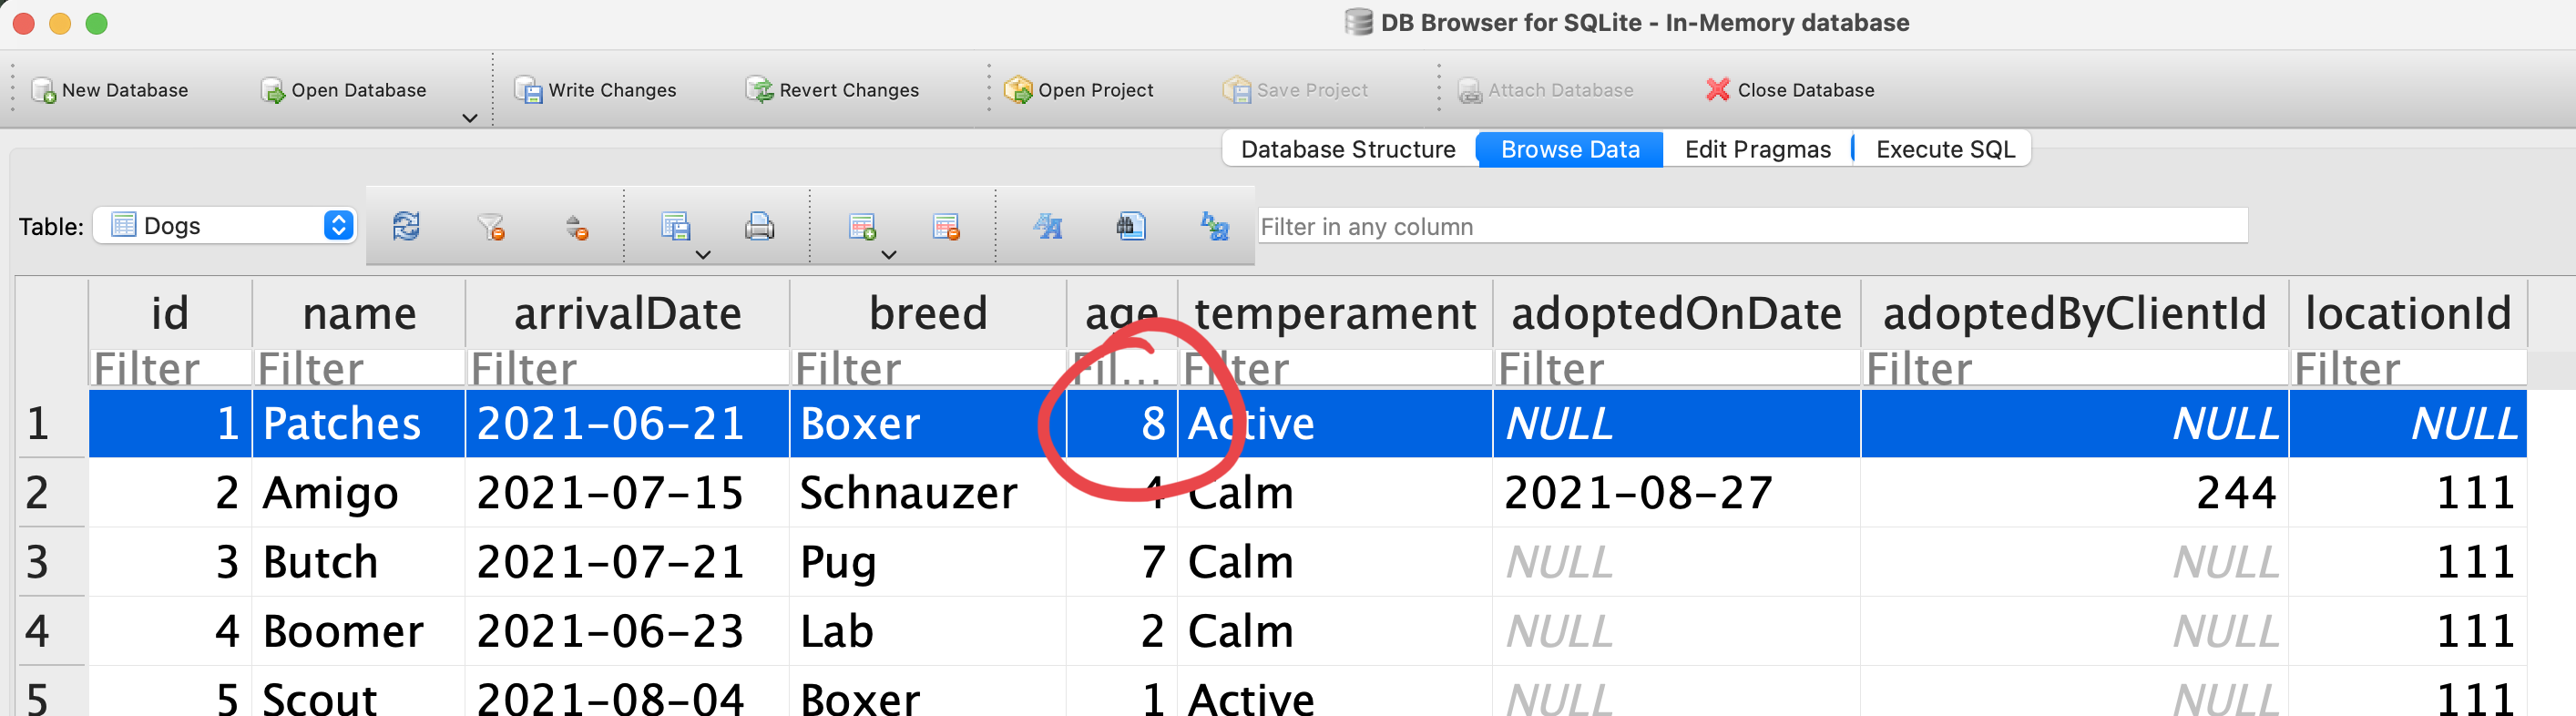 DB Browser for SQLite - In-Memory database
New Database Open Database Write Changes Revert Changes Open Project Save Project Attach Database Close Database
Database Structure Browse Data Edit Pragmas Execute SQL
Table: Dogs Filter in any column
id name arrivalDate breed age temperament adoptedOnDate adoptedByClientId locationId
Filter Filter Filter Filter Fil... Filter Filter Filter Filter
1 1 Patches 2021-06-21 Boxer 8 Active NULL NULL NULL
2 2 Amigo 2021-07-15 Schnauzer 4 Calm 2021-08-27 244 111
3 3 Butch 2021-07-21 Pug 7 Calm NULL NULL 111
4 4 Boomer 2021-06-23 Lab 2 Calm NULL NULL 111
5 5 Scout 2021-08-04 Boxer 1 Active NULL NULL 111